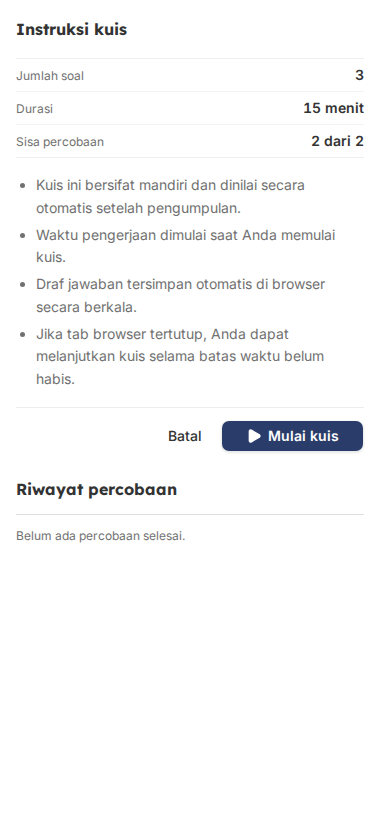 Instruksi kuis
Jumlah soal 3
Durasi 15 menit
Sisa percobaan 2 dari 2
Kuis ini bersifat mandiri dan dinilai secara
otomatis setelah pengumpulan.
Waktu pengerjaan dimulai saat Anda memulai
kuis.
Draf jawaban tersimpan otomatis di browser
secara berkala.
Jika tab browser tertutup, Anda dapat
melanjutkan kuis selama batas waktu belum
habis.
Batal Mulai kuis
Riwayat percobaan
Belum ada percobaan selesai.